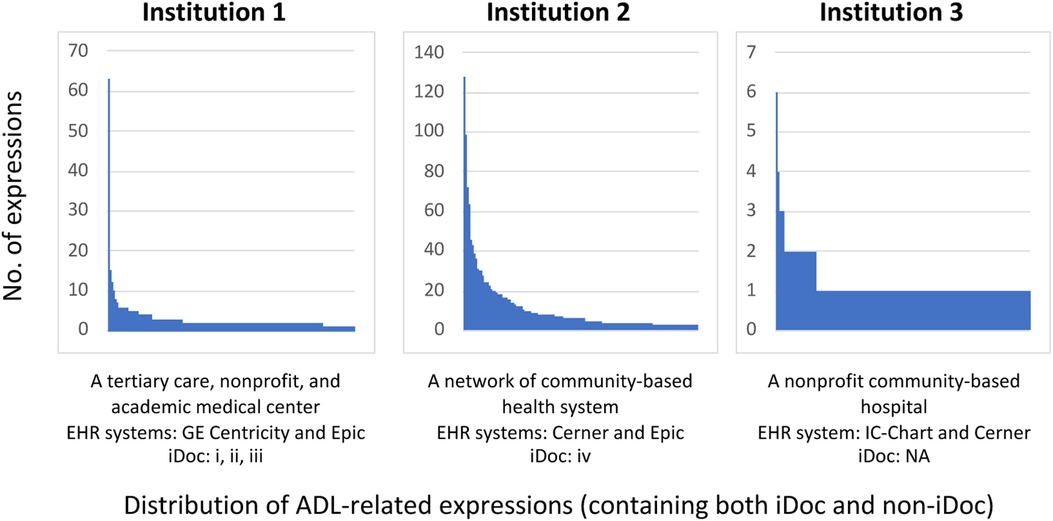 Institution 1
Institution 2
Institution 3
No. of expressions
70
60
50
40
30
20
10
0
140
120
100
80
60
40
20
0
7
6
5
4
3
2
1
0
A tertiary care, nonprofit, and
academic medical center
EHR systems: GE Centricity and Epic
iDoc: i, ii, iii
A network of community-based
health system
EHR systems: Cerner and Epic
iDoc: iv
A nonprofit community-based
hospital
EHR system: IC-Chart and Cerner
iDoc: NA
Distribution of ADL-related expressions (containing both iDoc and non-iDoc)